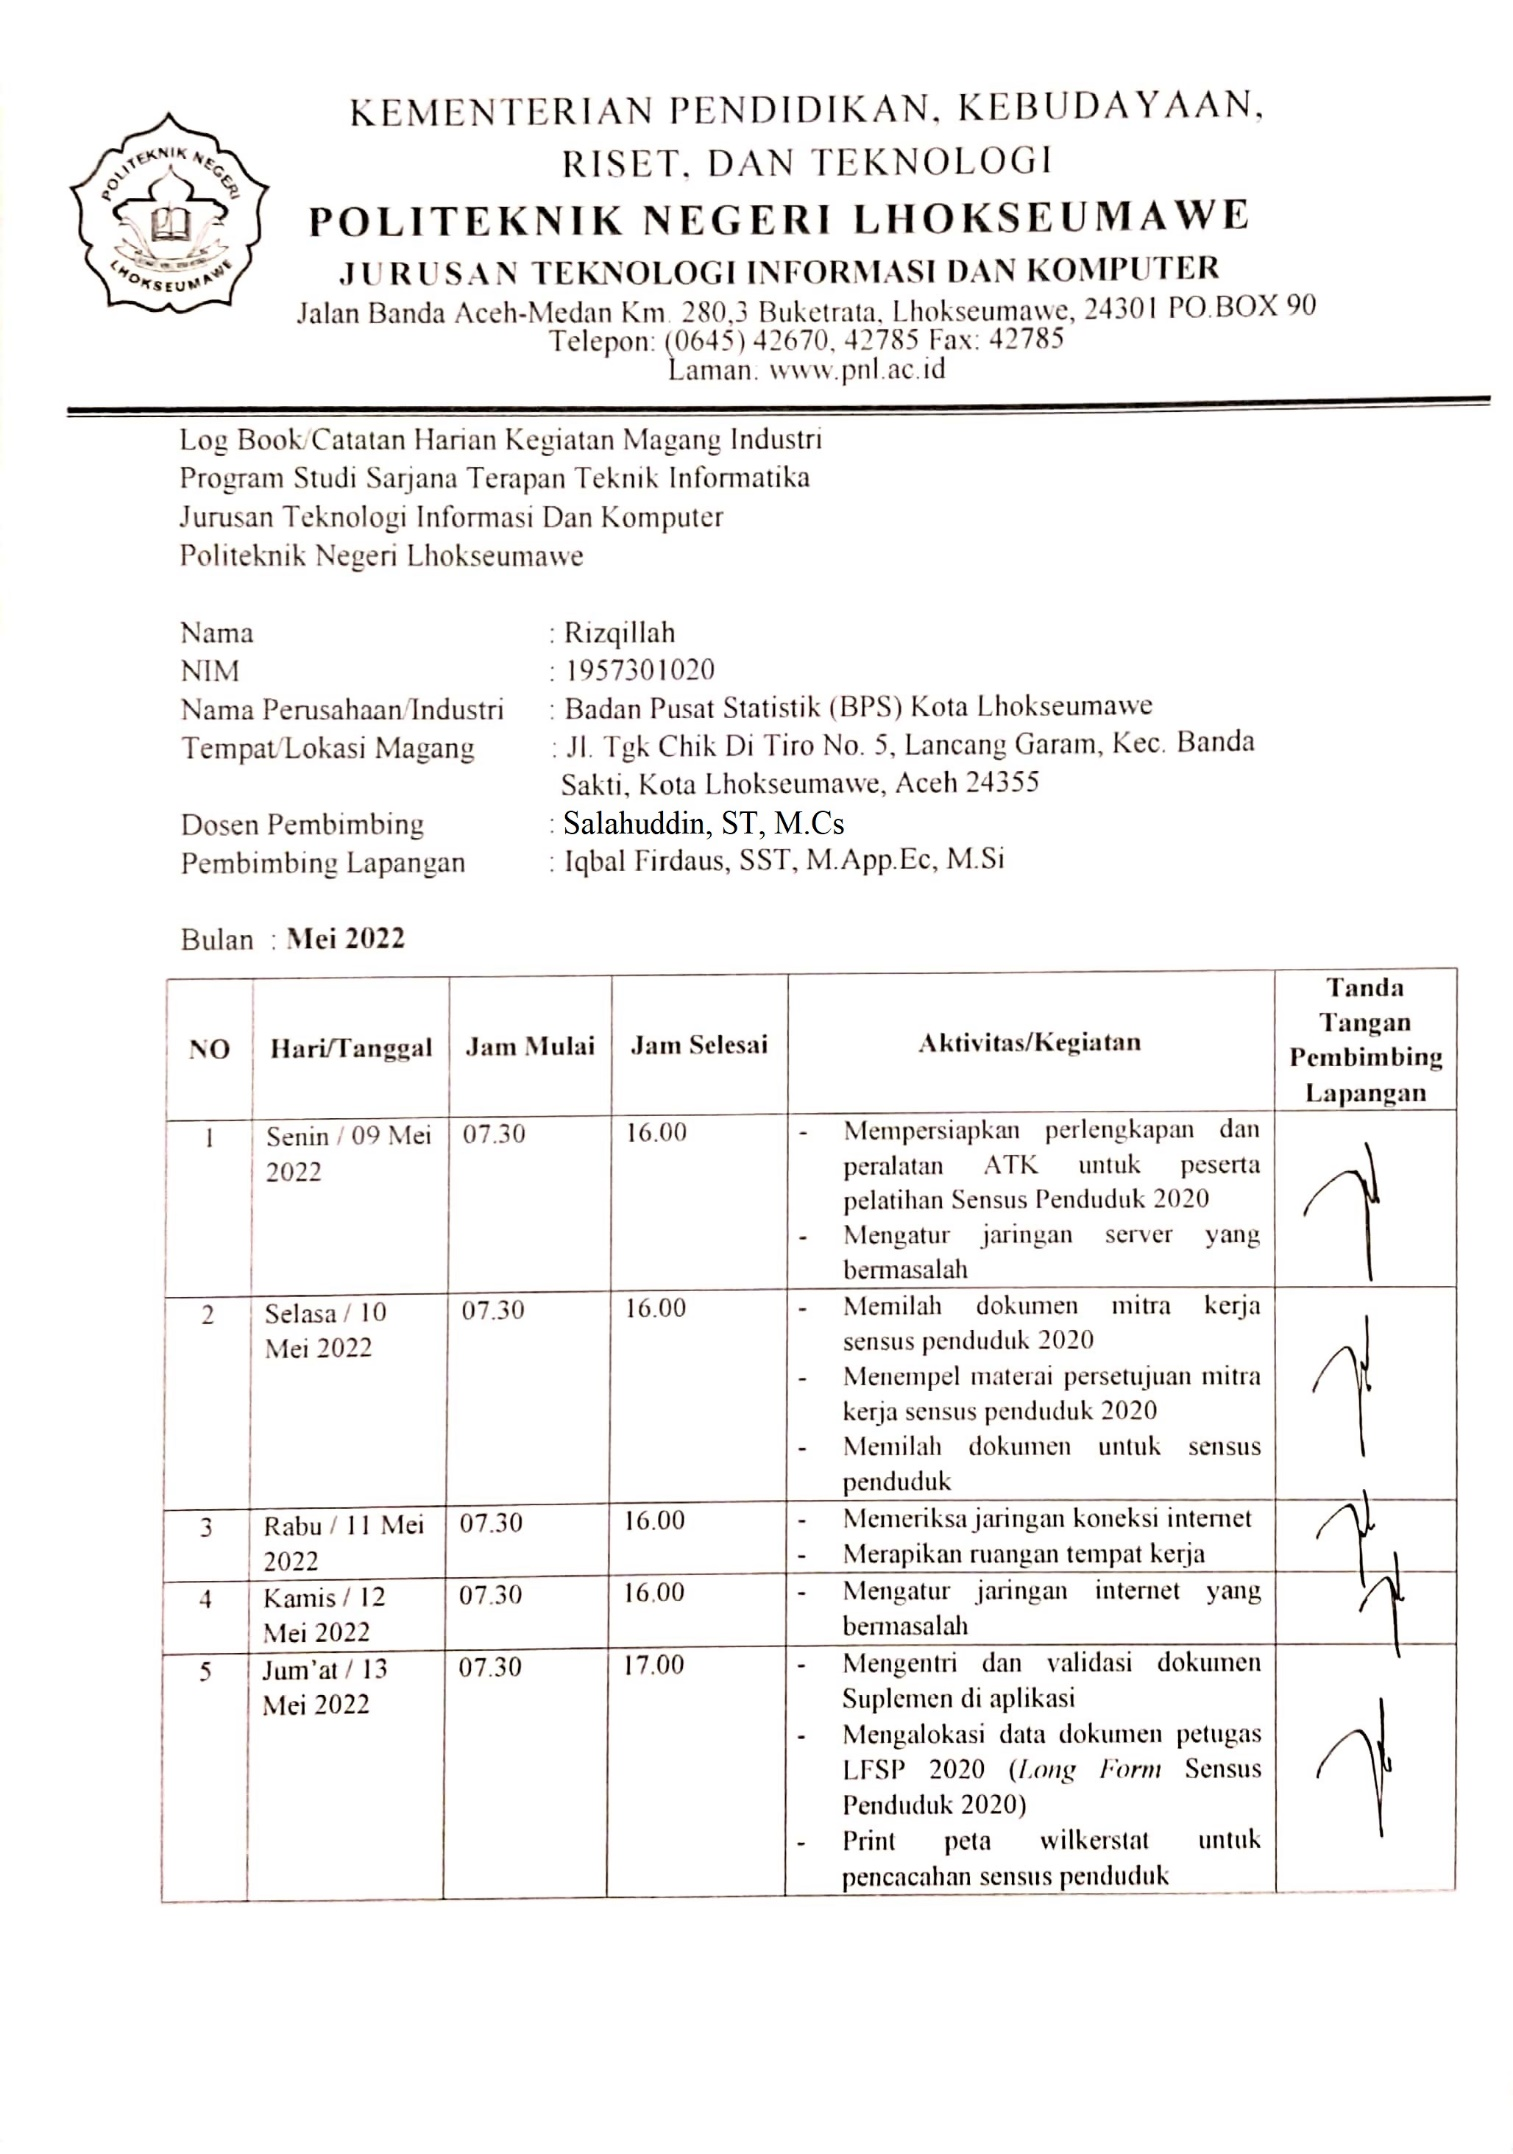 KEMENTERIAN PENDIDIKAN, KEBUDAYAAN,
RISET, DAN TEKNOLOGI
POLITEKNIK NEGERI LHOKSEUMAWE
JURUSAN TEKNOLOGI INFORMASI DAN KOMPUTER
Jalan Banda Aceh-Medan Km. 280,3 Buketrata, Lhokseumawe, 24301 PO.BOX 90
Telepon: (0645) 42670, 42785 Fax: 42785
Laman: www.pnl.ac.id
POLITEKNIK NEGERI
LHOKSEUMAWE
Log Book/Catatan Harian Kegiatan Magang Industri
Program Studi Sarjana Terapan Teknik Informatika
Jurusan Teknologi Informasi Dan Komputer
Politeknik Negeri Lhokseumawe
Nama : Rizqillah
NIM : 1957301020
Nama Perusahaan/Industri : Badan Pusat Statistik (BPS) Kota Lhokseumawe
Tempat/Lokasi Magang : Jl. Tgk Chik Di Tiro No. 5, Lancang Garam, Kec. Banda
Sakti, Kota Lhokseumawe, Aceh 24355
Dosen Pembimbing : Salahuddin, ST, M.Cs
Pembimbing Lapangan : Iqbal Firdaus, SST, M.App.Ec, M.Si
Bulan : Mei 2022
NO Hari/Tanggal Jam Mulai Jam Selesai Aktivitas/Kegiatan Tanda
Tangan
Pembimbing
Lapangan
1 Senin / 09 Mei 07.30 16.00 - Mempersiapkan perlengkapan dan
2022 peralatan ATK untuk peserta
pelatihan Sensus Penduduk 2020
- Mengatur jaringan server yang
bermasalah
2 Selasa / 10 07.30 16.00 - Memilah dokumen mitra kerja
Mei 2022 sensus penduduk 2020
- Menempel materai persetujuan mitra
kerja sensus penduduk 2020
- Memilah dokumen untuk sensus
penduduk
3 Rabu / 11 Mei 07.30 16.00 - Memeriksa jaringan koneksi internet
2022 - Merapikan ruangan tempat kerja
4 Kamis / 12 07.30 16.00 - Mengatur jaringan internet yang
Mei 2022 bermasalah
5 Jum'at / 13 07.30 17.00 - Mengentri dan validasi dokumen
Mei 2022 Suplemen di aplikasi
- Mengalokasi data dokumen petugas
LFSP 2020 (Long Form Sensus
Penduduk 2020)
- Print peta wilkerstat untuk
pencacahan sensus penduduk